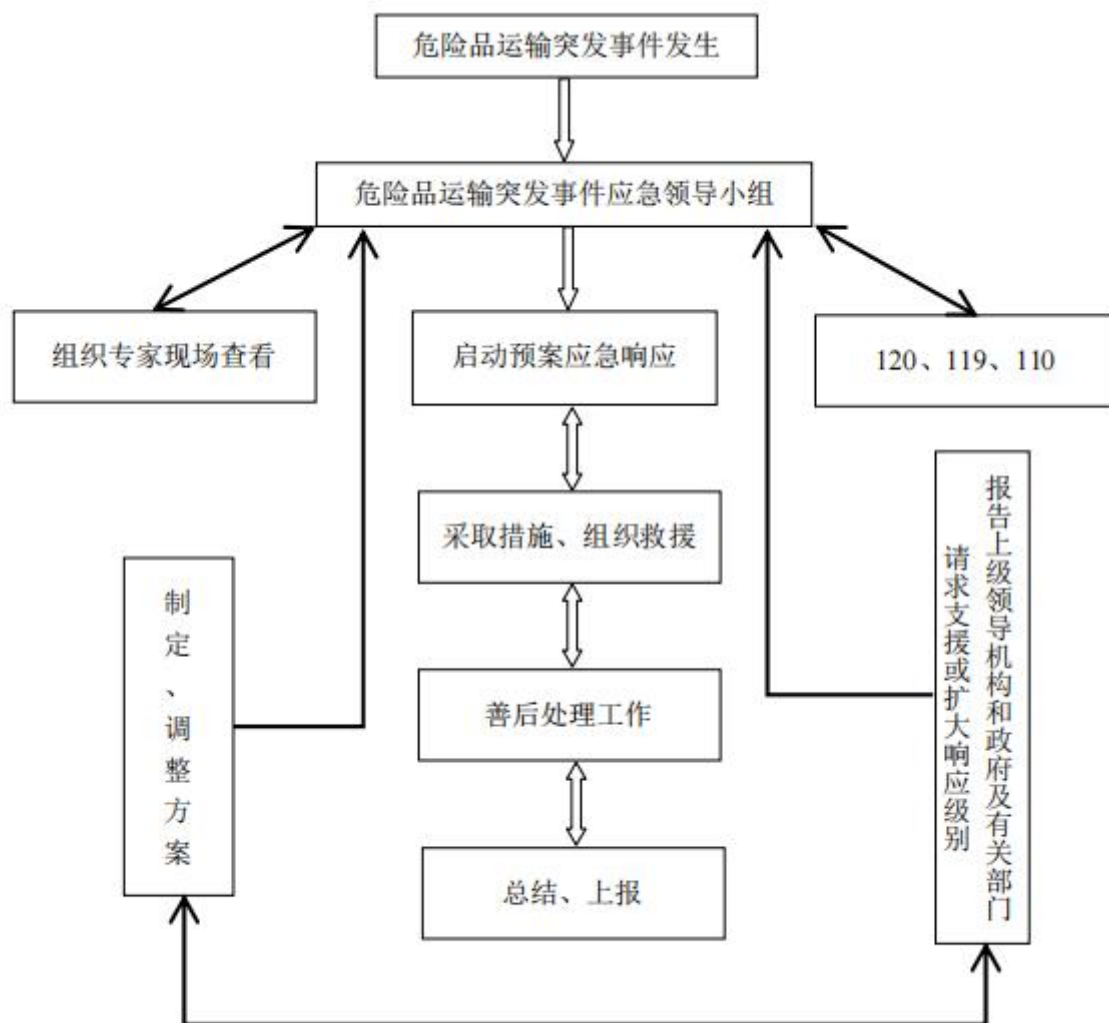 危险品运输突发事件发生
危险品运输突发事件应急领导小组
组织专家现场查看
启动预案应急响应
120、119、110
采取措施、组织救援
制定、调整方案
报告上级领导机构和政府及有关部门
请求支援或扩大响应级别
善后处理工作
总结、上报